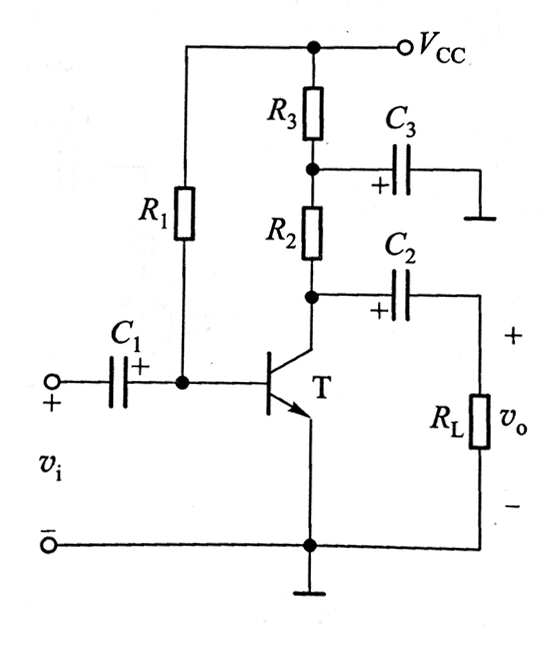 V_CC
R_3
C_3
+
R_1
R_2
C_2
+
C_1
+
+
T
+
R_L
v_o
v_i
−
−